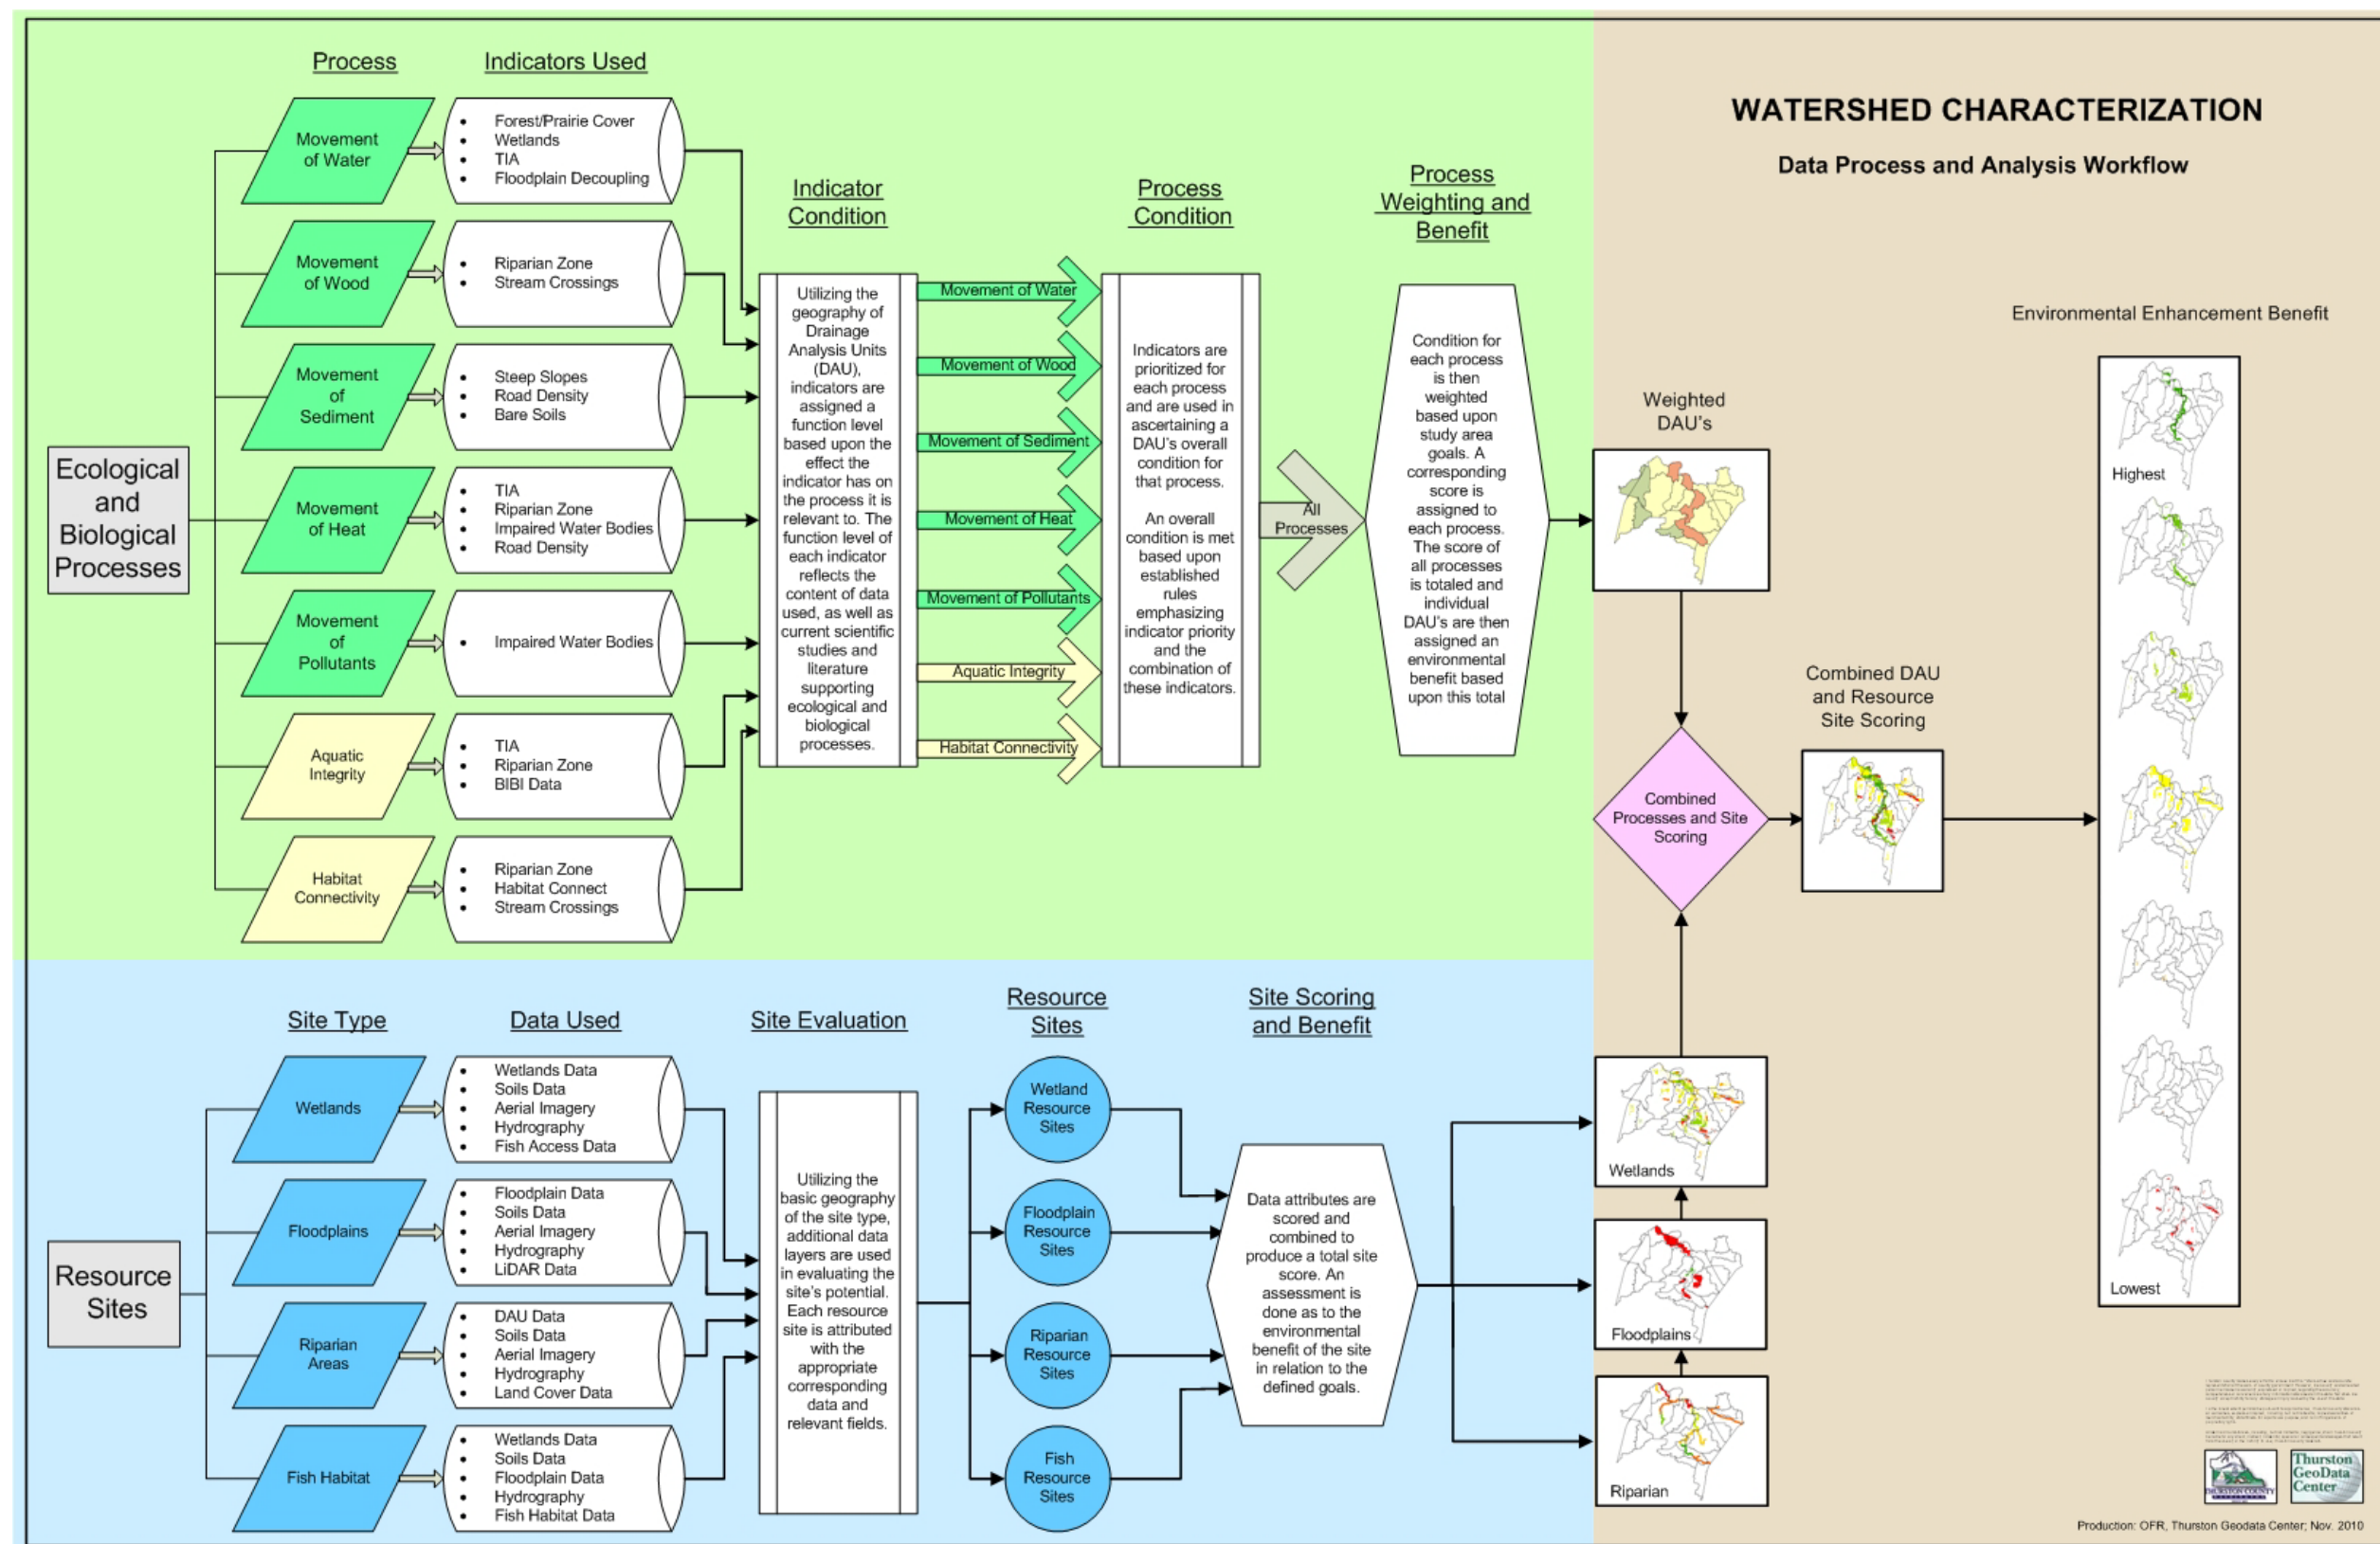 WATERSHED CHARACTERIZATION
Data Process and Analysis Workflow
Process
Indicators Used
Movement
of Water
Forest/Prairie Cover
Wetlands
TIA
Floodplain Decoupling
Movement
of Wood
Riparian Zone
Stream Crossings
Movement
of
Sediment
Steep Slopes
Road Density
Bare Soils
Ecological
and
Biological
Processes
Movement
of Heat
TIA
Riparian Zone
Impaired Water Bodies
Road Density
Movement
of
Pollutants
Impaired Water Bodies
Aquatic
Integrity
TIA
Riparian Zone
BIBI Data
Habitat
Connectivity
Riparian Zone
Habitat Connect
Stream Crossings
Indicator
Condition
Utilizing the
geography of
Drainage
Analysis Units
(DAU),
indicators are
assigned a
function level
based upon the
effect the
indicator has on
the process it is
relevant to. The
function level of
each indicator
reflects the
content of data
used, as well as
current scientific
studies and
literature
supporting
ecological and
biological
processes.
Movement of Water
Movement of Wood
Movement of Sediment
Movement of Heat
Movement of Pollutants
Aquatic Integrity
Habitat Connectivity
Process
Condition
Indicators are
prioritized for
each process
and are used in
ascertaining a
DAU's overall
condition for
that process.
An overall
condition is met
based upon
established
rules
emphasizing
indicator priority
and the
combination of
these indicators.
All
Processes
Process
Weighting and
Benefit
Condition for
each process
is then
weighted
based upon
study area
goals. A
corresponding
score is
assigned to
each process.
The score of
all processes
is totaled and
individual
DAU's are then
assigned an
environmental
benefit based
upon this total
Weighted
DAU's
Combined
Processes and Site
Scoring
Combined DAU
and Resource
Site Scoring
Environmental Enhancement Benefit
Highest
Lowest
Site Type
Data Used
Site Evaluation
Resource
Sites
Site Scoring
and Benefit
Resource
Sites
Wetlands
Wetlands Data
Soils Data
Aerial Imagery
Hydrography
Fish Access Data
Floodplains
Floodplain Data
Soils Data
Aerial Imagery
Hydrography
LiDAR Data
Riparian
Areas
DAU Data
Soils Data
Aerial Imagery
Hydrography
Land Cover Data
Fish Habitat
Wetlands Data
Soils Data
Floodplain Data
Hydrography
Fish Habitat Data
Utilizing the
basic geography
of the site type,
additional data
layers are used
in evaluating the
site's potential.
Each resource
site is attributed
with the
appropriate
corresponding
data and
relevant fields.
Wetland
Resource
Sites
Floodplain
Resource
Sites
Riparian
Resource
Sites
Fish
Resource
Sites
Data attributes are
scored and
combined to
produce a total site
score. An
assessment is
done as to the
environmental
benefit of the site
in relation to the
defined goals.
Wetlands
Floodplains
Riparian
THURSTON COUNTY
Thurston
GeoData
Center
Production: OFR, Thurston Geodata Center; Nov. 2010